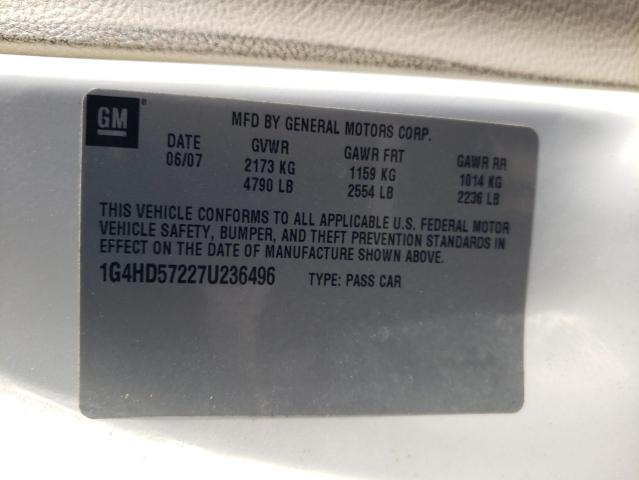 GM® MFD BY GENERAL MOTORS CORP.
DATE GVWR GAWR FRT GAWR RR
06/07 2173 KG 1159 KG 1014 KG
4790 LB 2554 LB 2236 LB
THIS VEHICLE CONFORMS TO ALL APPLICABLE U.S. FEDERAL MOTOR
VEHICLE SAFETY, BUMPER, AND THEFT PREVENTION STANDARDS IN
EFFECT ON THE DATE OF MANUFACTURE SHOWN ABOVE.
1G4HD57227U236496 TYPE: PASS CAR